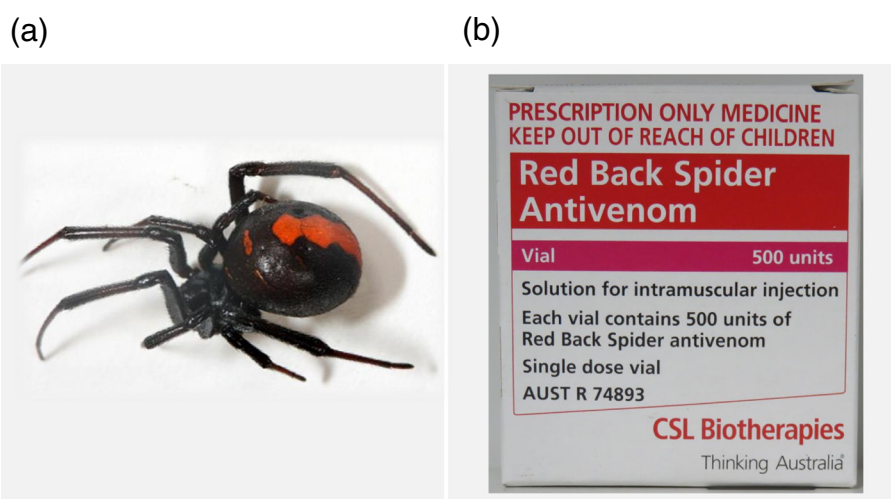 (a)
(b)
PRESCRIPTION ONLY MEDICINE
KEEP OUT OF REACH OF CHILDREN
Red Back Spider
Antivenom
Vial 500 units
Solution for intramuscular injection
Each vial contains 500 units of
Red Back Spider antivenom
Single dose vial
AUST R 74893
CSL Biotherapies
Thinking Australia